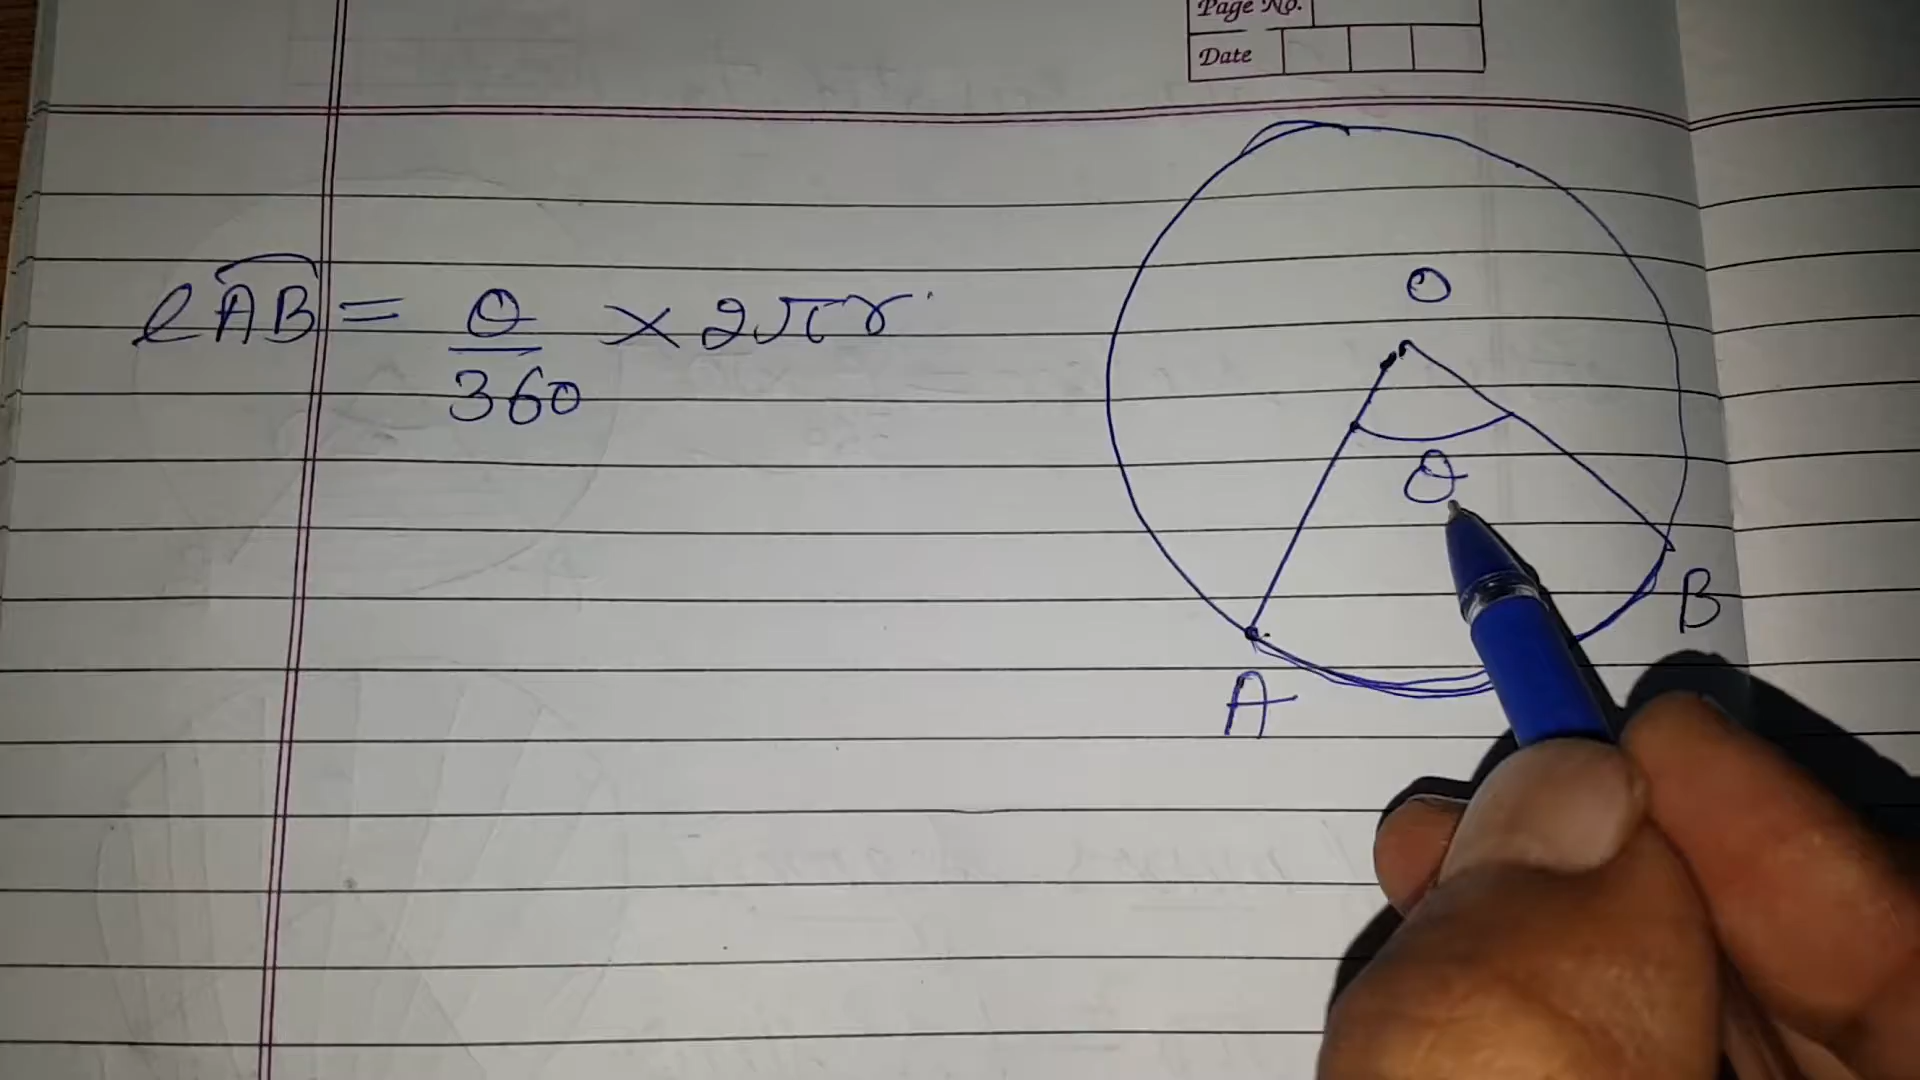 Page No.
Date
l AB = θ/360 × 2πr
O
θ
B
A